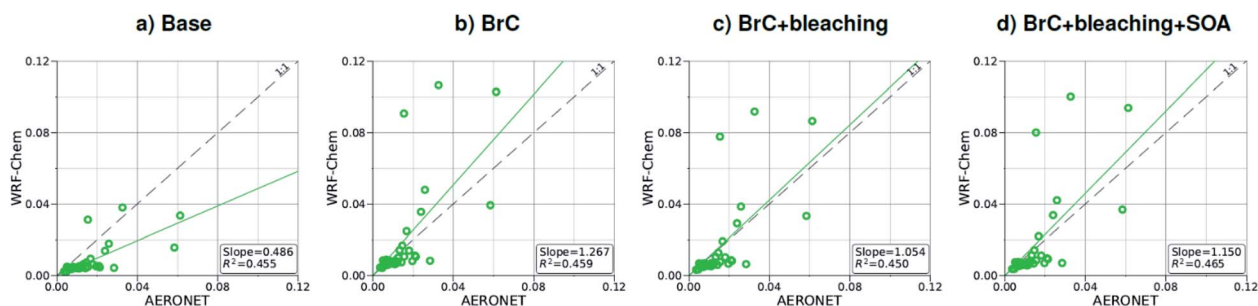 a) Base
b) BrC
c) BrC+bleaching
d) BrC+bleaching+SOA
0.12
0.08
0.04
0.00
WRF-Chem
1:1
Slope=0.486
R²=0.455
0.00
0.04
0.08
0.12
AERONET
0.12
0.08
0.04
0.00
WRF-Chem
1:1
Slope=1.267
R²=0.459
0.00
0.04
0.08
0.12
AERONET
0.12
0.08
0.04
0.00
WRF-Chem
1:1
Slope=1.054
R²=0.450
0.00
0.04
0.08
0.12
AERONET
0.12
0.08
0.04
0.00
WRF-Chem
1:1
Slope=1.150
R²=0.465
0.00
0.04
0.08
0.12
AERONET